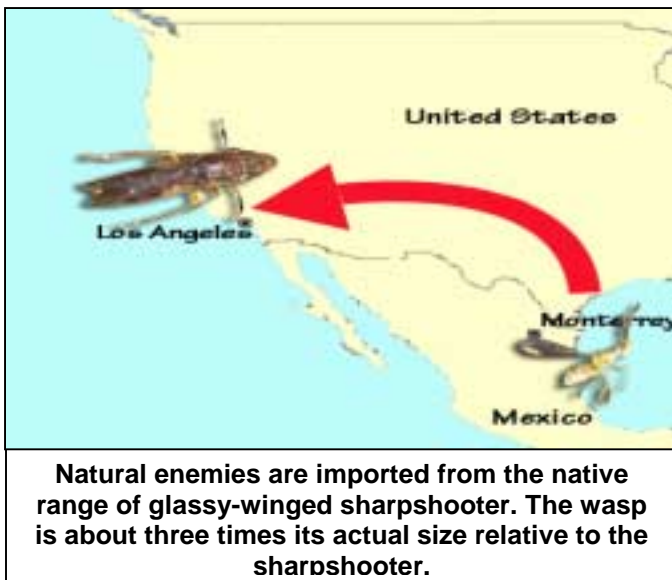 United States
Los Angeles
Monterrey
Mexico
Natural enemies are imported from the native
range of glassy-winged sharpshooter. The wasp
is about three times its actual size relative to the
sharpshooter.